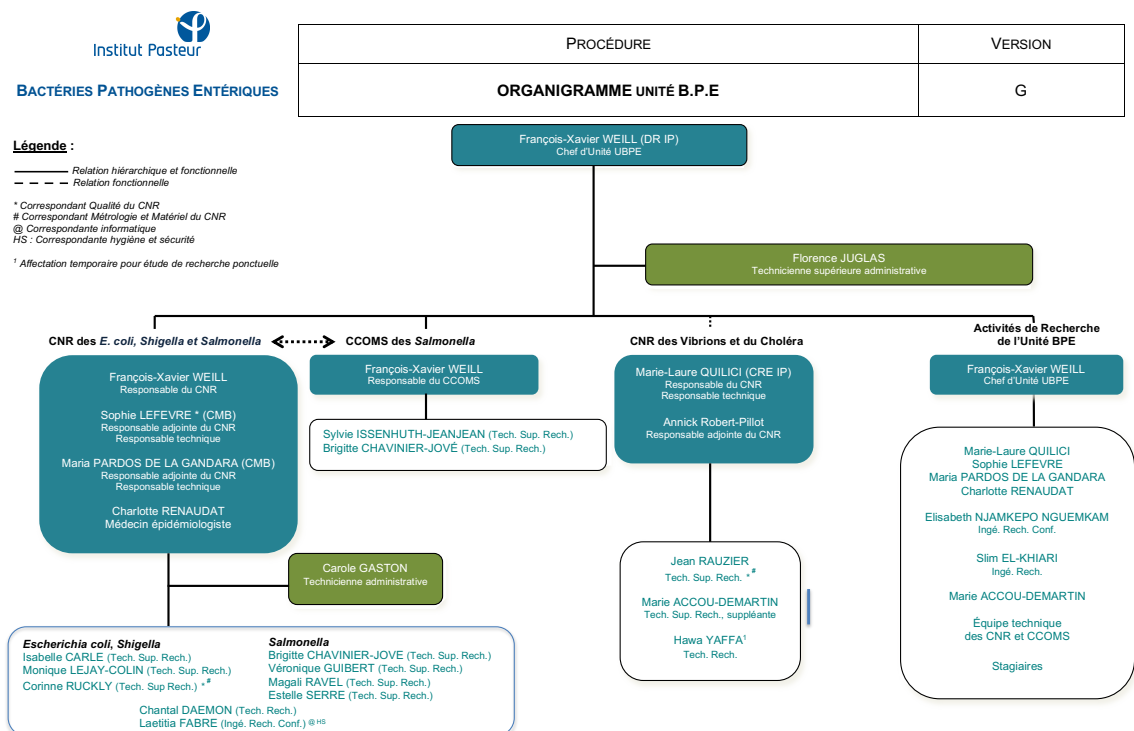 Institut Pasteur
BACTÉRIES PATHOGÈNES ENTÉRIQUES
PROCÉDURE
VERSION
ORGANIGRAMME UNITÉ B.P.E
G
Légende :
Relation hiérarchique et fonctionnelle
Relation fonctionnelle
* Correspondant Qualité du CNR
# Correspondant Métrologie et Matériel du CNR
@ Correspondante informatique
HS : Correspondante hygiène et sécurité
1 Affectation temporaire pour étude de recherche ponctuelle
François-Xavier WEILL (DR IP)
Chef d'Unité UBPE
Florence JUGLAS
Technicienne supérieure administrative
CNR des E. coli, Shigella et Salmonella
François-Xavier WEILL
Responsable du CNR
Sophie LEFEVRE * (CMB)
Responsable adjointe du CNR
Responsable technique
Maria PARDOS DE LA GANDARA (CMB)
Responsable adjointe du CNR
Responsable technique
Charlotte RENAUDAT
Médecin épidémiologiste
Carole GASTON
Technicienne administrative
Escherichia coli, Shigella
Isabelle CARLE (Tech. Sup. Rech.)
Monique LEJAY-COLIN (Tech. Sup. Rech.)
Corinne RUCKLY (Tech. Sup Rech.) * #
Salmonella
Brigitte CHAVINIER-JOVE (Tech. Sup. Rech.)
Véronique GUIBERT (Tech. Sup. Rech.)
Magali RAVEL (Tech. Sup. Rech.)
Estelle SERRE (Tech. Sup. Rech.)
Chantal DAEMON (Tech. Rech.)
Laetitia FABRE (Ingé. Rech. Conf.) @ HS
CCOMS des Salmonella
François-Xavier WEILL
Responsable du CCOMS
Sylvie ISSENHUTH-JEANJEAN (Tech. Sup. Rech.)
Brigitte CHAVINIER-JOVÉ (Tech. Sup. Rech.)
CNR des Vibrions et du Choléra
Marie-Laure QUILICI (CRE IP)
Responsable du CNR
Responsable technique
Annick Robert-Pillot
Responsable adjointe du CNR
Jean RAUZIER
Tech. Sup. Rech. * #
Marie ACCOU-DEMARTIN
Tech. Sup. Rech., suppléante
Hawa YAFFA1
Tech. Rech.
Activités de Recherche
de l'Unité BPE
François-Xavier WEILL
Chef d'Unité UBPE
Marie-Laure QUILICI
Sophie LEFEVRE
Maria PARDOS DE LA GANDARA
Charlotte RENAUDAT
Elisabeth NJAMKEPO NGUEMKAM
Ingé. Rech. Conf.
Slim EL-KHIARI
Ingé. Rech.
Marie ACCOU-DEMARTIN
Équipe technique
des CNR et CCOMS
Stagiaires